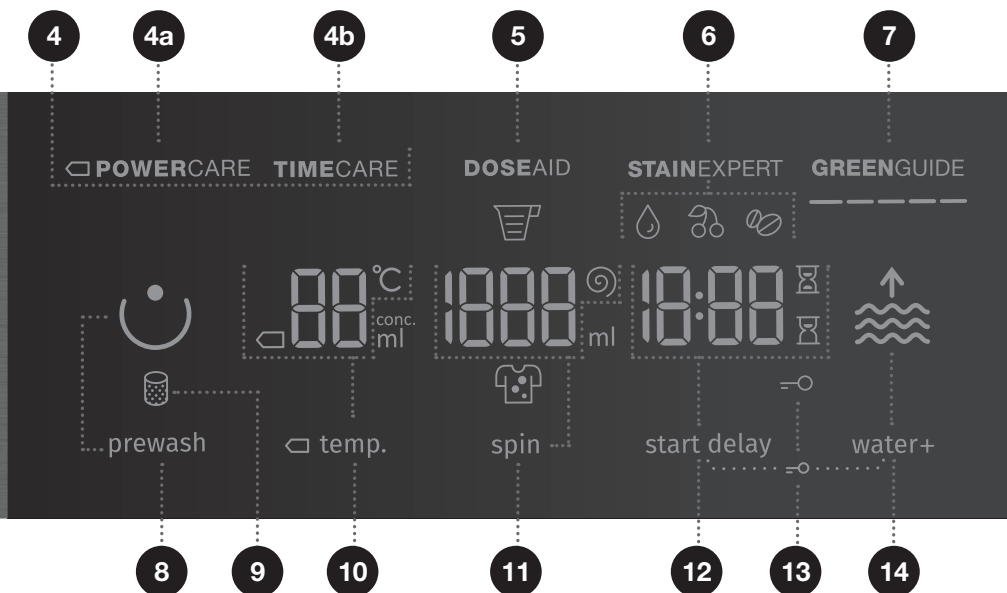 4 4a 4b 5 6 7
POWERCARE TIMECARE DOSEAID STAINEXPERT GREENGUIDE
88 °C 1888 18:88
conc.
ml ml
prewash temp. spin start delay water+
8 9 10 11 12 13 14